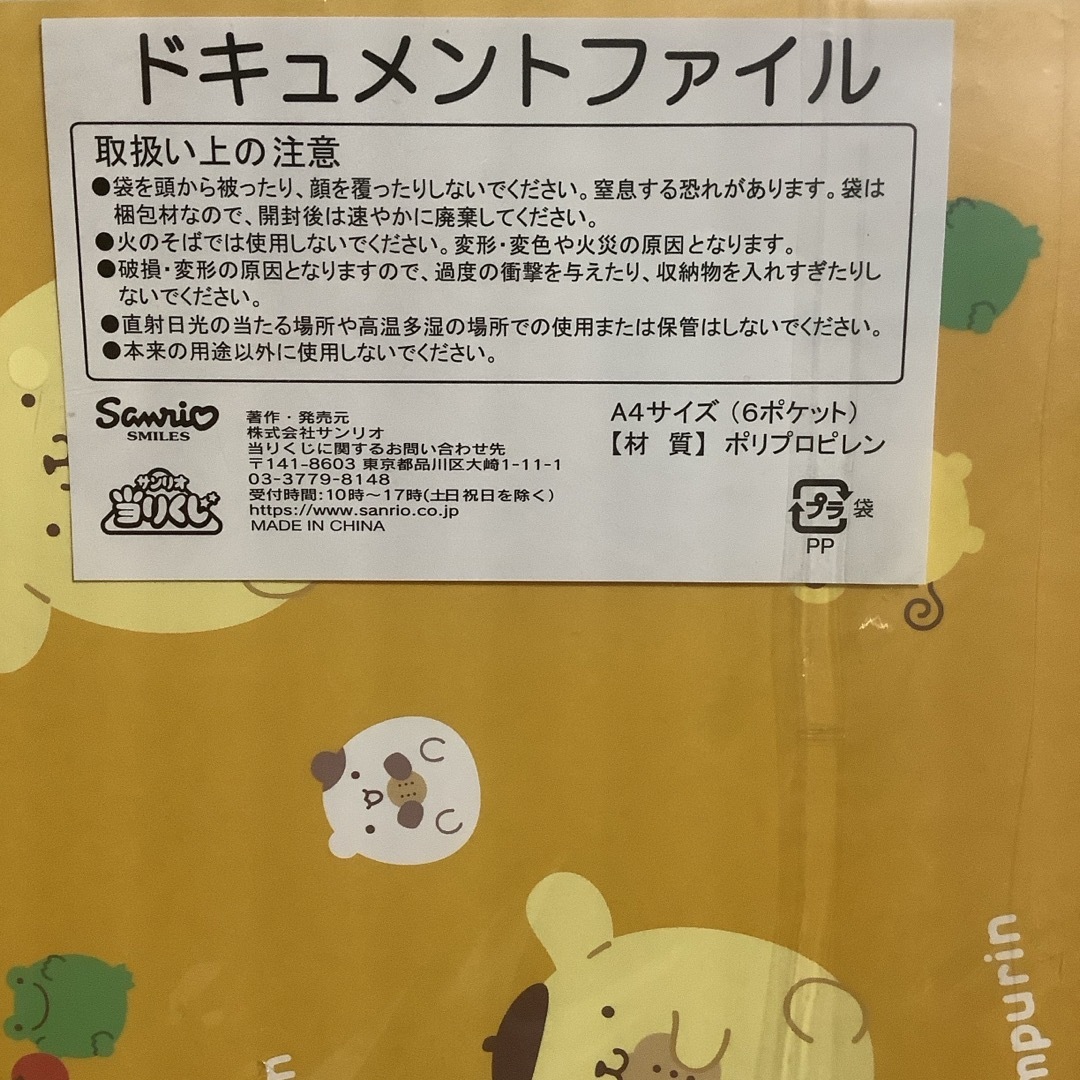 ドキュメントファイル
取扱い上の注意
●袋を頭から被ったり、顔を覆ったりしないでください。窒息する恐れがあります。袋は
梱包材なので、開封後は速やかに廃棄してください。
●火のそばでは使用しないでください。変形・変色や火災の原因となります。
●破損・変形の原因となりますので、過度の衝撃を与えたり、収納物を入れすぎたりし
ないでください。
●直射日光の当たる場所や高温多湿の場所での使用または保管はしないでください。
●本来の用途以外に使用しないでください。
Sanrio
SMILES
サンリオ
当りくじ
著作・発売元
株式会社サンリオ
当りくじに関するお問い合わせ先
〒141-8603 東京都品川区大崎1-11-1
03-3779-8148
受付時間:10時～17時(土日祝日を除く)
https://www.sanrio.co.jp
MADE IN CHINA
A4サイズ（6ポケット）
【材 質】ポリプロピレン
プラ 袋
PP
mpurin